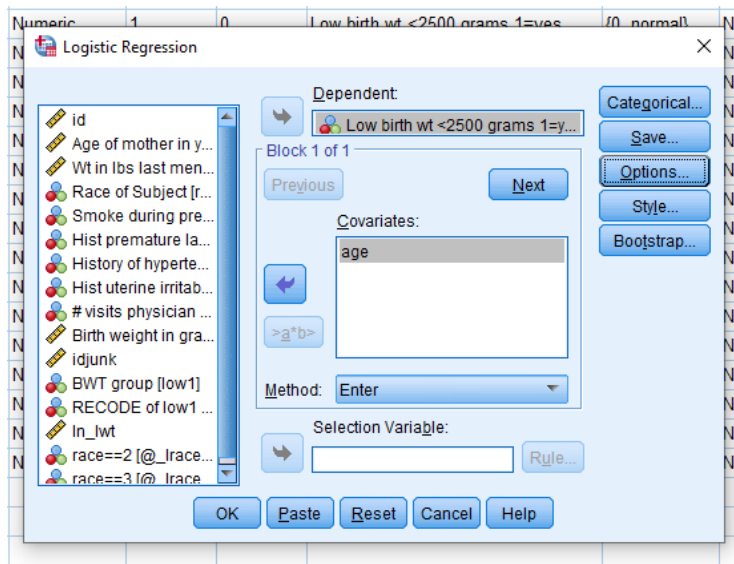 Numeric 1 0 Low birth wt <2500 grams 1=yes {0, normal} N
Logistic Regression
Dependent:
Low birth wt <2500 grams 1=y...
Block 1 of 1
Previous
Next
Covariates:
age
>a*b>
Method: Enter
Selection Variable:
Rule...
id
Age of mother in y...
Wt in lbs last men...
Race of Subject [r...
Smoke during pre...
Hist premature la...
History of hyperte...
Hist uterine irritab...
# visits physician ...
Birth weight in gra...
idjunk
BWT group [low1]
RECODE of low1 ...
ln_lwt
race==2 [@_Irace...
race==3 [@_Irace...
Categorical...
Save...
Options...
Style...
Bootstrap...
OK
Paste
Reset
Cancel
Help